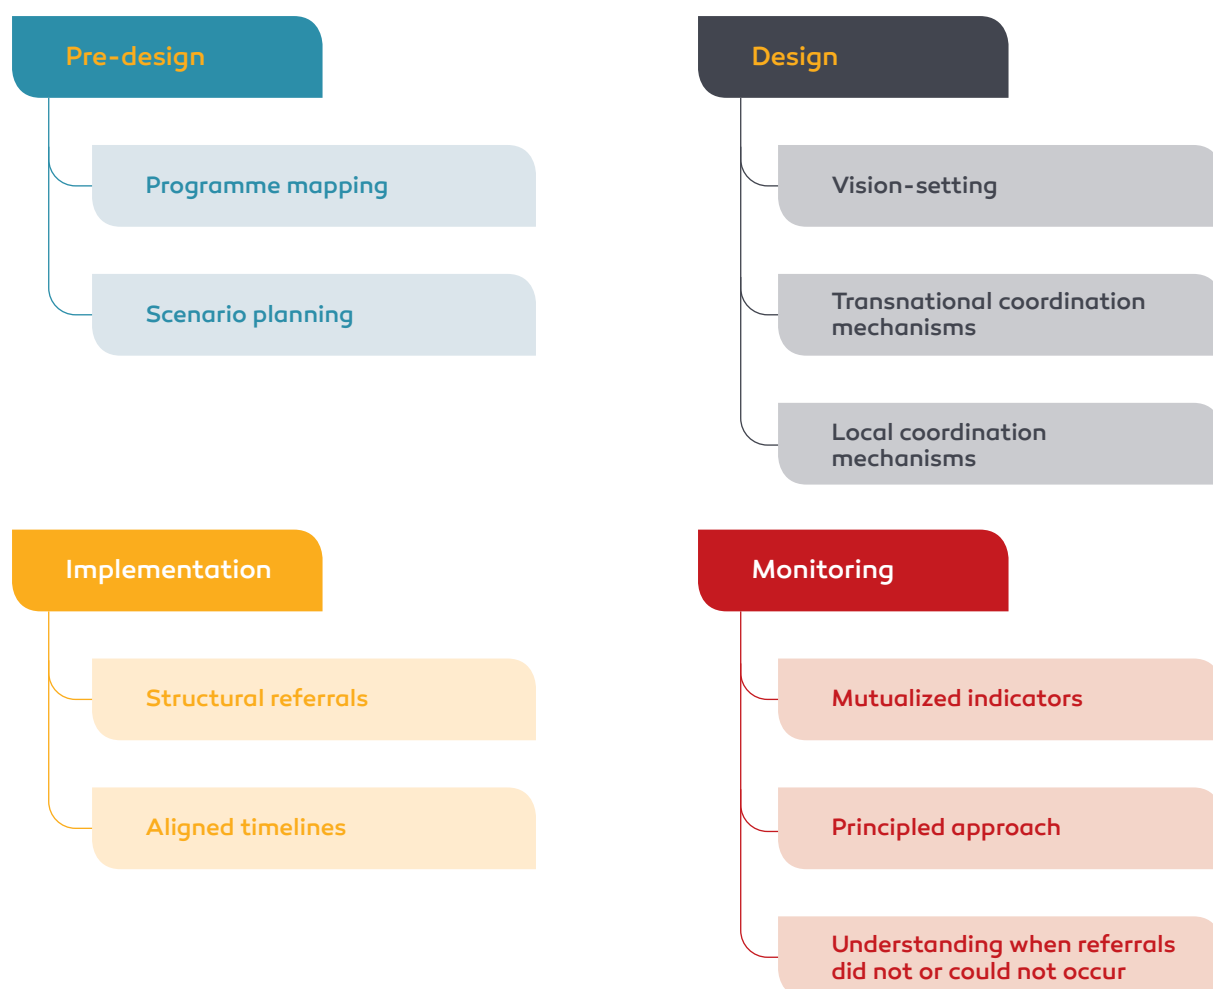 Pre-design
Programme mapping
Scenario planning
Design
Vision-setting
Transnational coordination
mechanisms
Local coordination
mechanisms
Implementation
Structural referrals
Aligned timelines
Monitoring
Mutualized indicators
Principled approach
Understanding when referrals
did not or could not occur